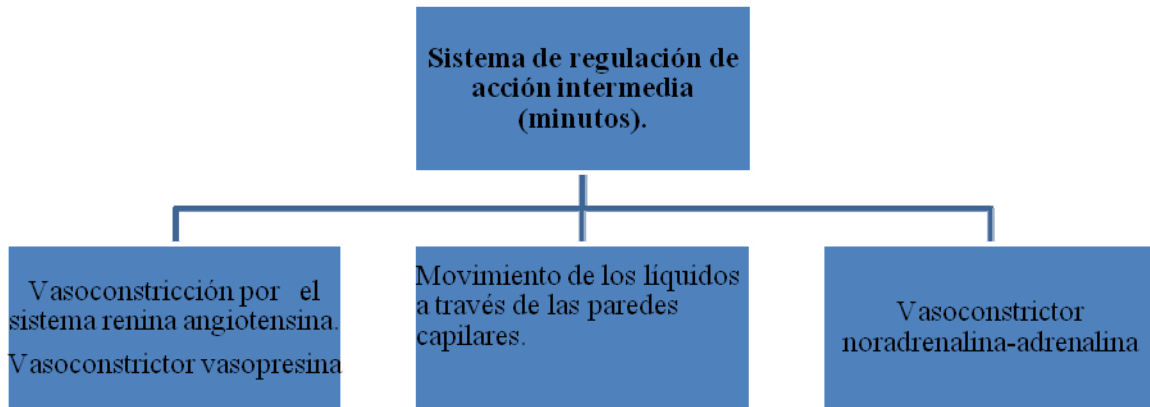 Sistema de regulación de
acción intermedia
(minutos).
Vasoconstricción por el
sistema renina angiotensina.
Vasoconstrictor vasopresina
Movimiento de los líquidos
a través de las paredes
capilares.
Vasoconstrictor
noradrenalina-adrenalina